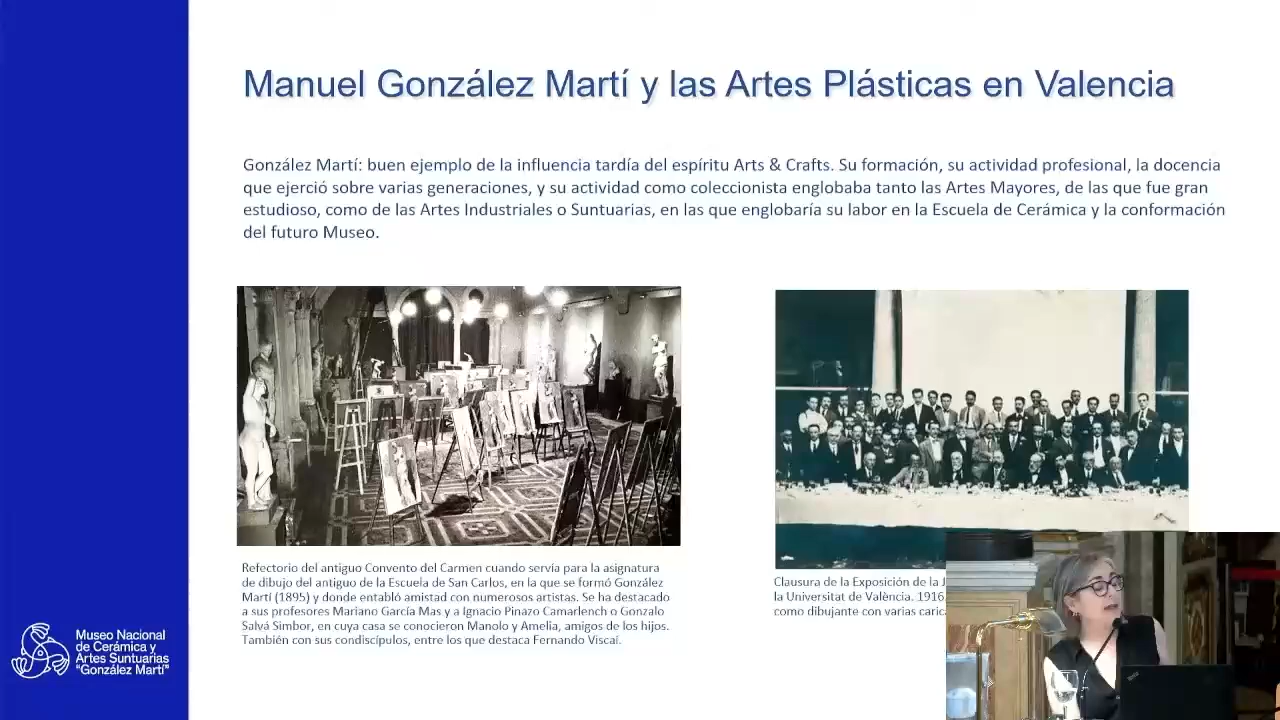 Manuel González Martí y las Artes Plásticas en Valencia
González Martí: buen ejemplo de la influencia tardía del espíritu Arts & Crafts. Su formación, su actividad profesional, la docencia
que ejerció sobre varias generaciones, y su actividad como coleccionista englobaba tanto las Artes Mayores, de las que fue gran
estudioso, como de las Artes Industriales o Suntuarias, en las que englobaría su labor en la Escuela de Cerámica y la conformación
del futuro Museo.
Refectorio del antiguo Convento del Carmen cuando servía para la asignatura
de dibujo del antiguo de la Escuela de San Carlos, en la que se formó González
Martí (1895) y donde entabló amistad con numerosos artistas. Se ha destacado
a sus profesores Mariano García Mas y a Ignacio Pinazo Camarlench o Gonzalo
Salvá Simbor, en cuya casa se conocieron Manolo y Amelia, amigos de los hijos.
También con sus condiscípulos, entre los que destaca Fernando Viscaí.
Clausura de la Exposición de la J
la Universitat de València. 1916
como dibujante con varias caric
Museo Nacional
de Cerámica y
Artes Suntuarias
"González Martí"